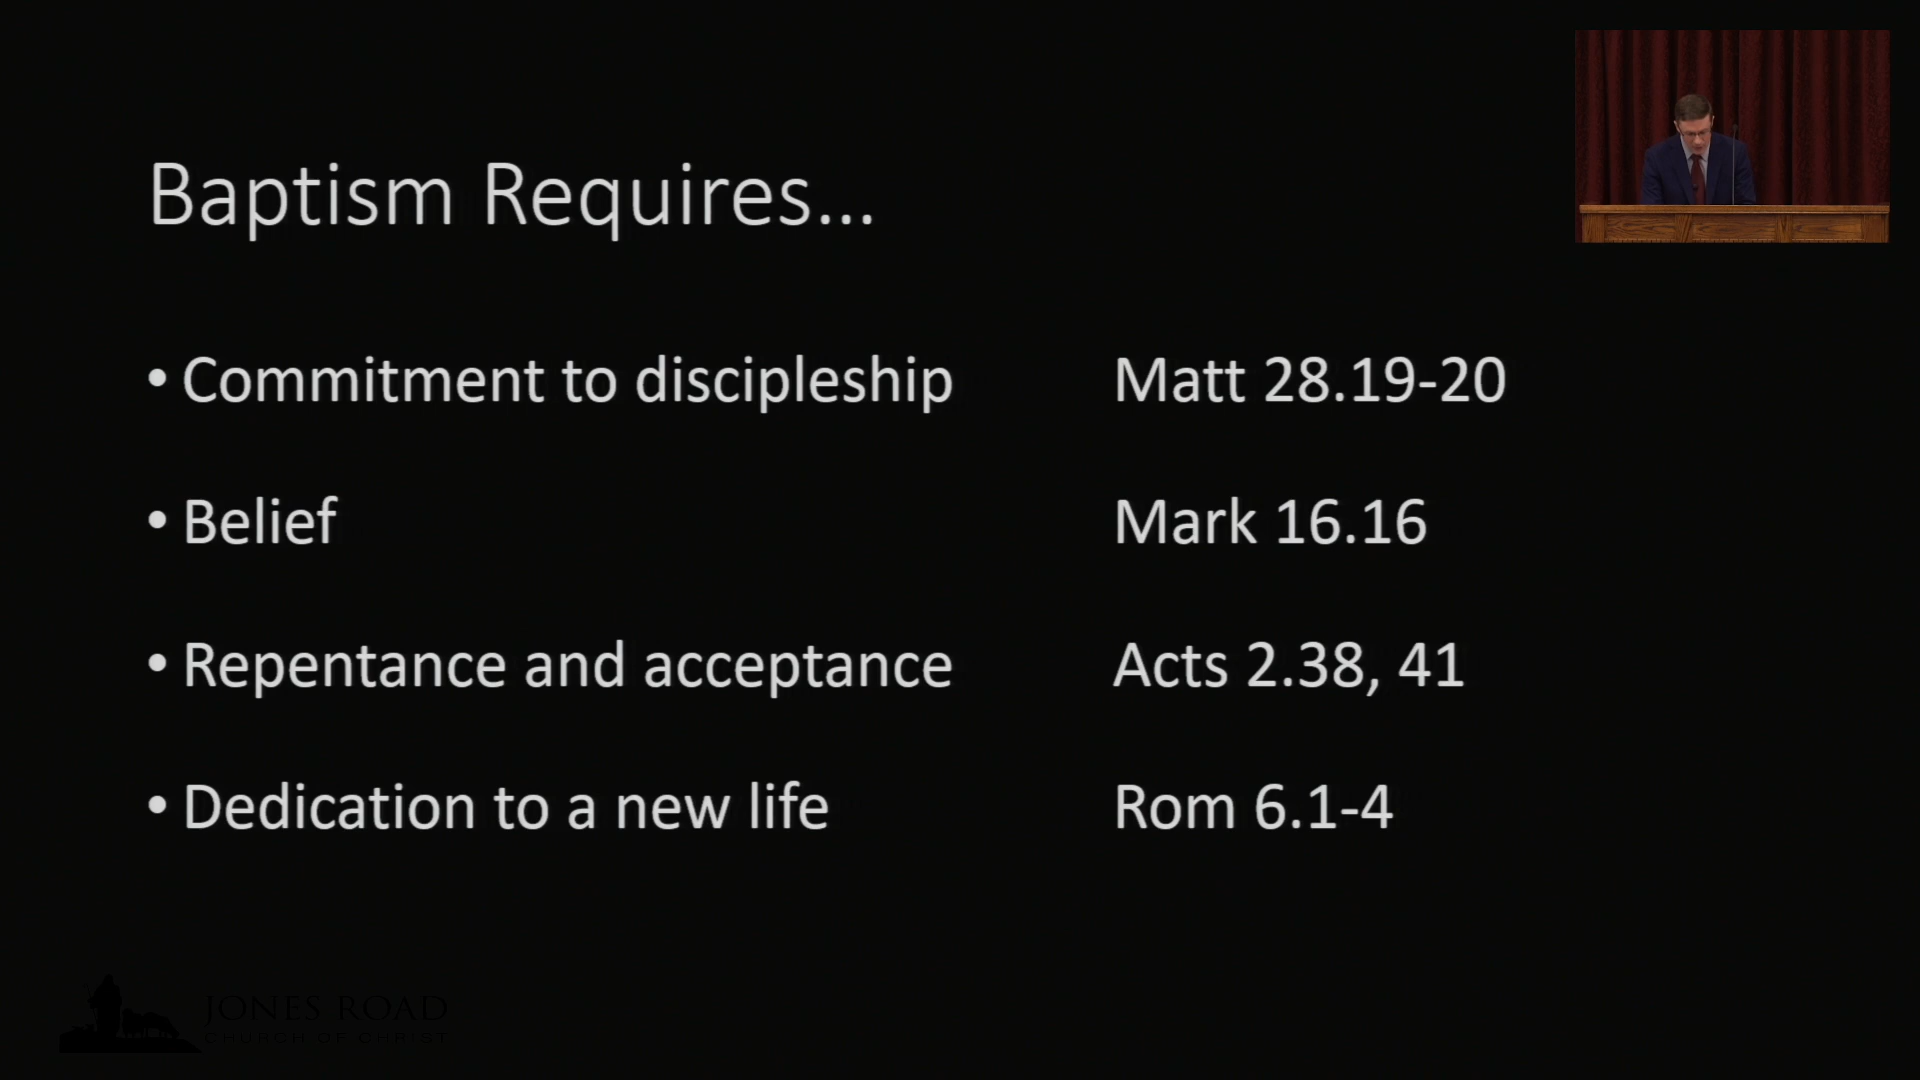 Baptism Requires...
• Commitment to discipleship Matt 28.19-20
• Belief Mark 16.16
• Repentance and acceptance Acts 2.38, 41
• Dedication to a new life Rom 6.1-4
JONES ROAD
CHURCH OF CHRIST